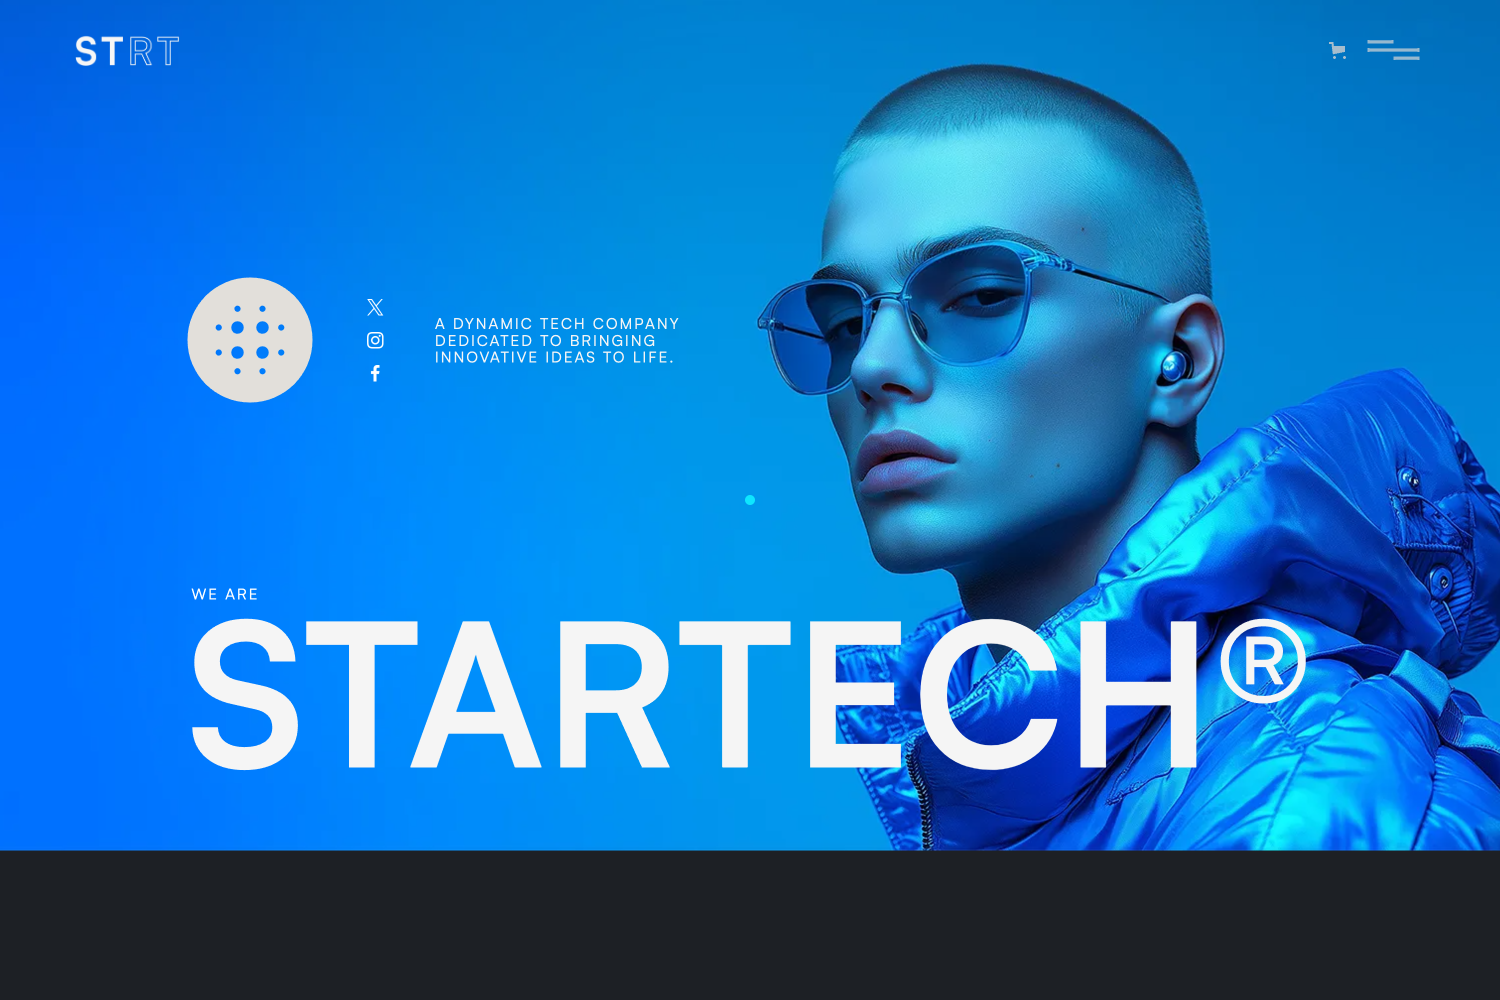 STRT
A DYNAMIC TECH COMPANY
DEDICATED TO BRINGING
INNOVATIVE IDEAS TO LIFE.
WE ARE
STARTECH®